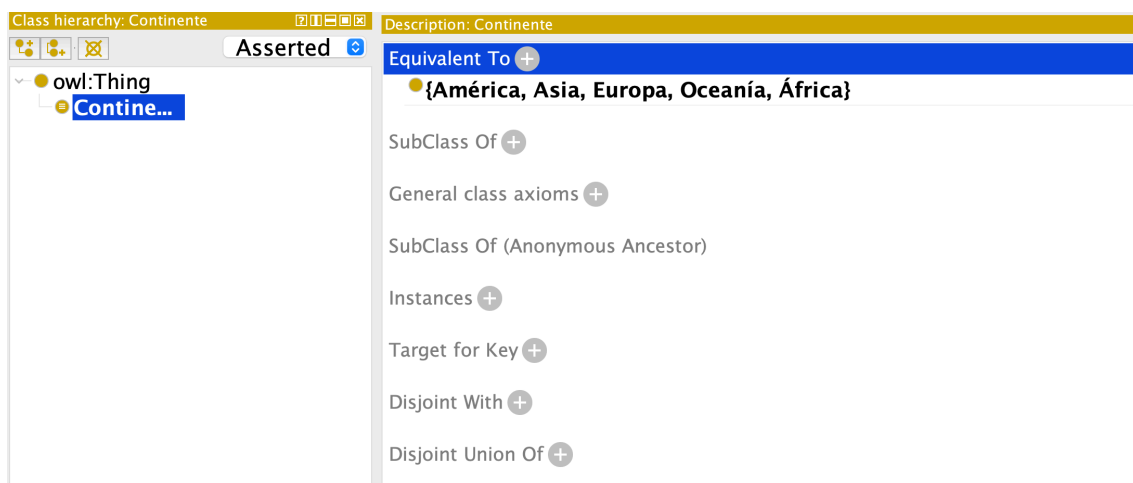 Class hierarchy: Continente
Asserted
owl:Thing
Contine...
Description: Continente
Equivalent To
{América, Asia, Europa, Oceanía, África}
SubClass Of
General class axioms
SubClass Of (Anonymous Ancestor)
Instances
Target for Key
Disjoint With
Disjoint Union Of